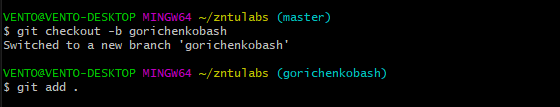 VENTO@VENTO-DESKTOP MINGW64 ~/zntulabs (master)
$ git checkout -b gorichenkobash
Switched to a new branch 'gorichenkobash'
VENTO@VENTO-DESKTOP MINGW64 ~/zntulabs (gorichenkobash)
$ git add .